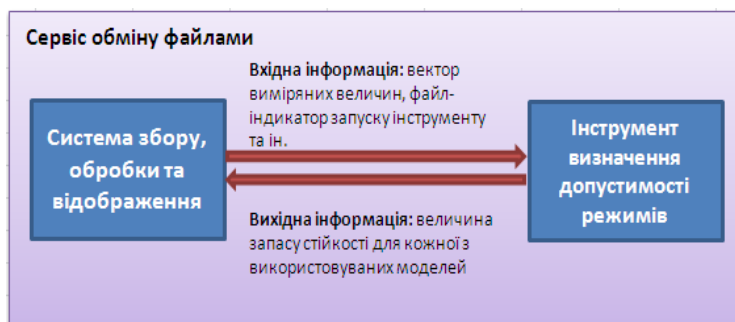 Сервіс обміну файлами
Вхідна інформація: вектор
виміряних величин, файл-
індикатор запуску інструменту
та ін.
Система збору,
обробки та
відображення
Інструмент
визначення
допустимості
режимів
Вихідна інформація: величина
запасу стійкості для кожної з
використовуваних моделей